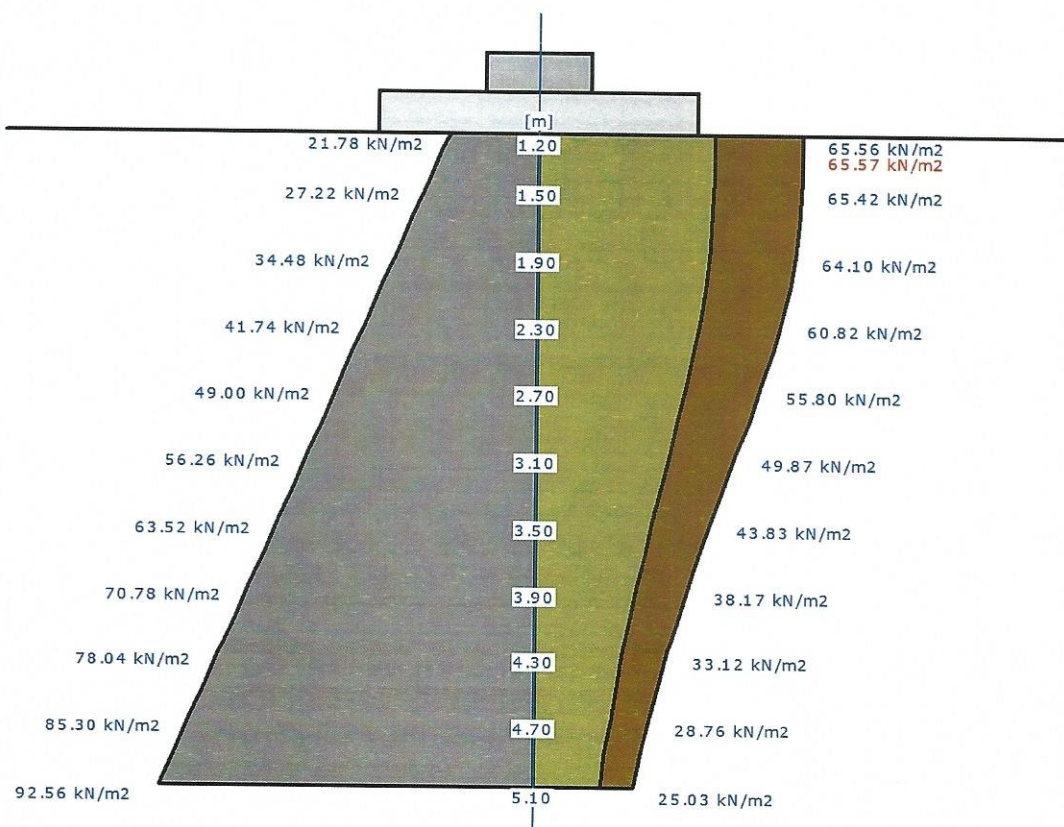 [m]
21.78 kN/m2 1.20 65.56 kN/m2
65.57 kN/m2
27.22 kN/m2 1.50 65.42 kN/m2
34.48 kN/m2 1.90 64.10 kN/m2
41.74 kN/m2 2.30 60.82 kN/m2
49.00 kN/m2 2.70 55.80 kN/m2
56.26 kN/m2 3.10 49.87 kN/m2
63.52 kN/m2 3.50 43.83 kN/m2
70.78 kN/m2 3.90 38.17 kN/m2
78.04 kN/m2 4.30 33.12 kN/m2
85.30 kN/m2 4.70 28.76 kN/m2
92.56 kN/m2 5.10 25.03 kN/m2